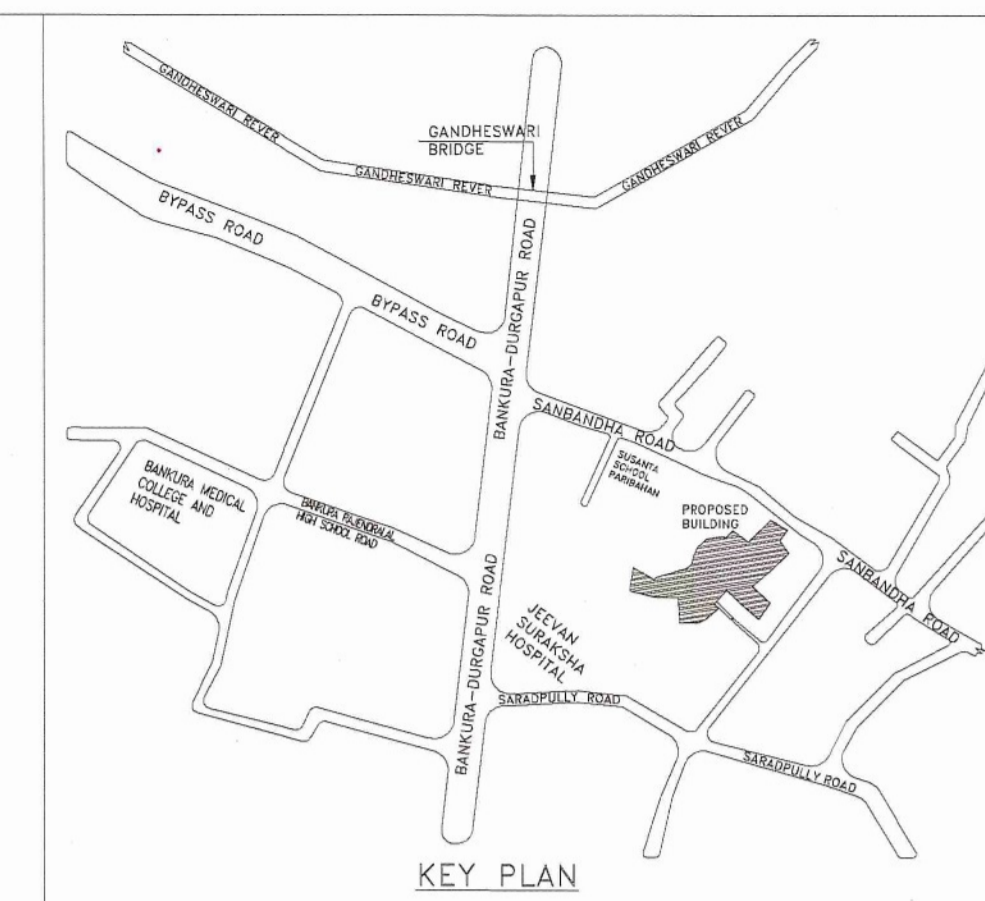 GANDHESWARI REVER
GANDHESWARI
BRIDGE
GANDHESWARI REVER
GANDHESWARI REVER
BYPASS ROAD
BYPASS ROAD
BANKURA-DURGAPUR ROAD
SANBANDHA ROAD
SUSANTA
SCHOOL
PARIBAHAN
BANKURA MEDICAL
COLLEGE AND
HOSPITAL
BANKURA RAJENDRALAL
HIGH SCHOOL ROAD
PROPOSED
BUILDING
SANBANDHA ROAD
BANKURA-DURGAPUR ROAD
JEEVAN
SURAKSHA
HOSPITAL
SARADPULLY ROAD
SARADPULLY ROAD
KEY PLAN